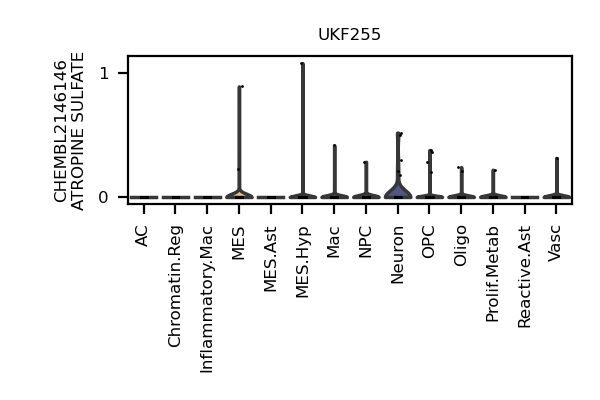 UKF255
CHEMBL2146146
ATROPINE SULFATE
1
0
AC
Chromatin.Reg
Inflammatory.Mac
MES
MES.Ast
MES.Hyp
Mac
NPC
Neuron
OPC
Oligo
Prolif.Metab
Reactive.Ast
Vasc